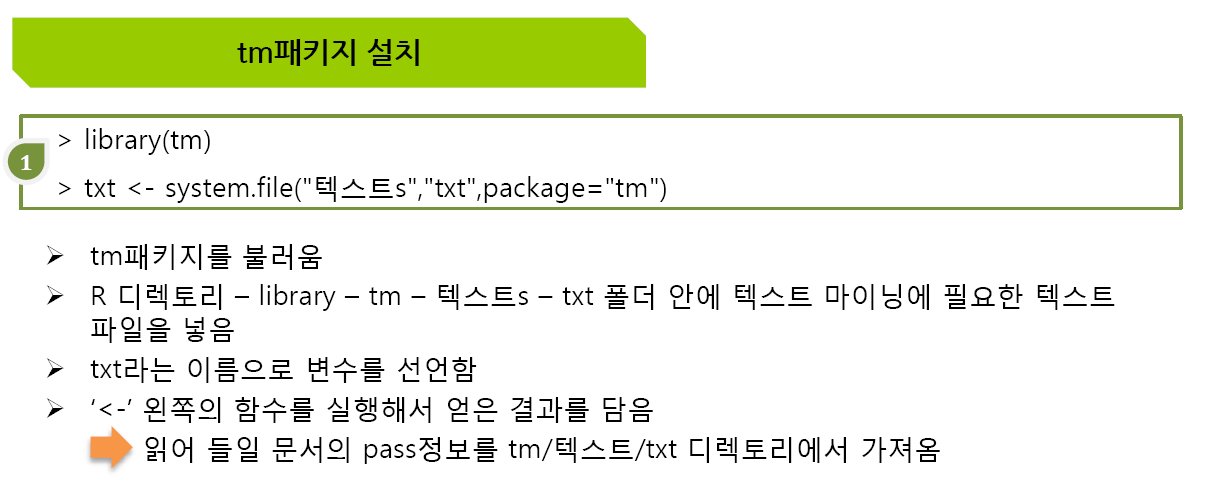 tm패키지 설치
> library(tm)
1
> txt <- system.file("텍스트s","txt",package="tm")
➢ tm패키지를 불러움
➢ R 디렉토리 – library – tm – 텍스트s – txt 폴더 안에 텍스트 마이닝에 필요한 텍스트
파일을 넣음
➢ txt라는 이름으로 변수를 선언함
➢ ‘<-’ 왼쪽의 함수를 실행해서 얻은 결과를 담음
읽어 들일 문서의 pass정보를 tm/텍스트/txt 디렉토리에서 가져옴